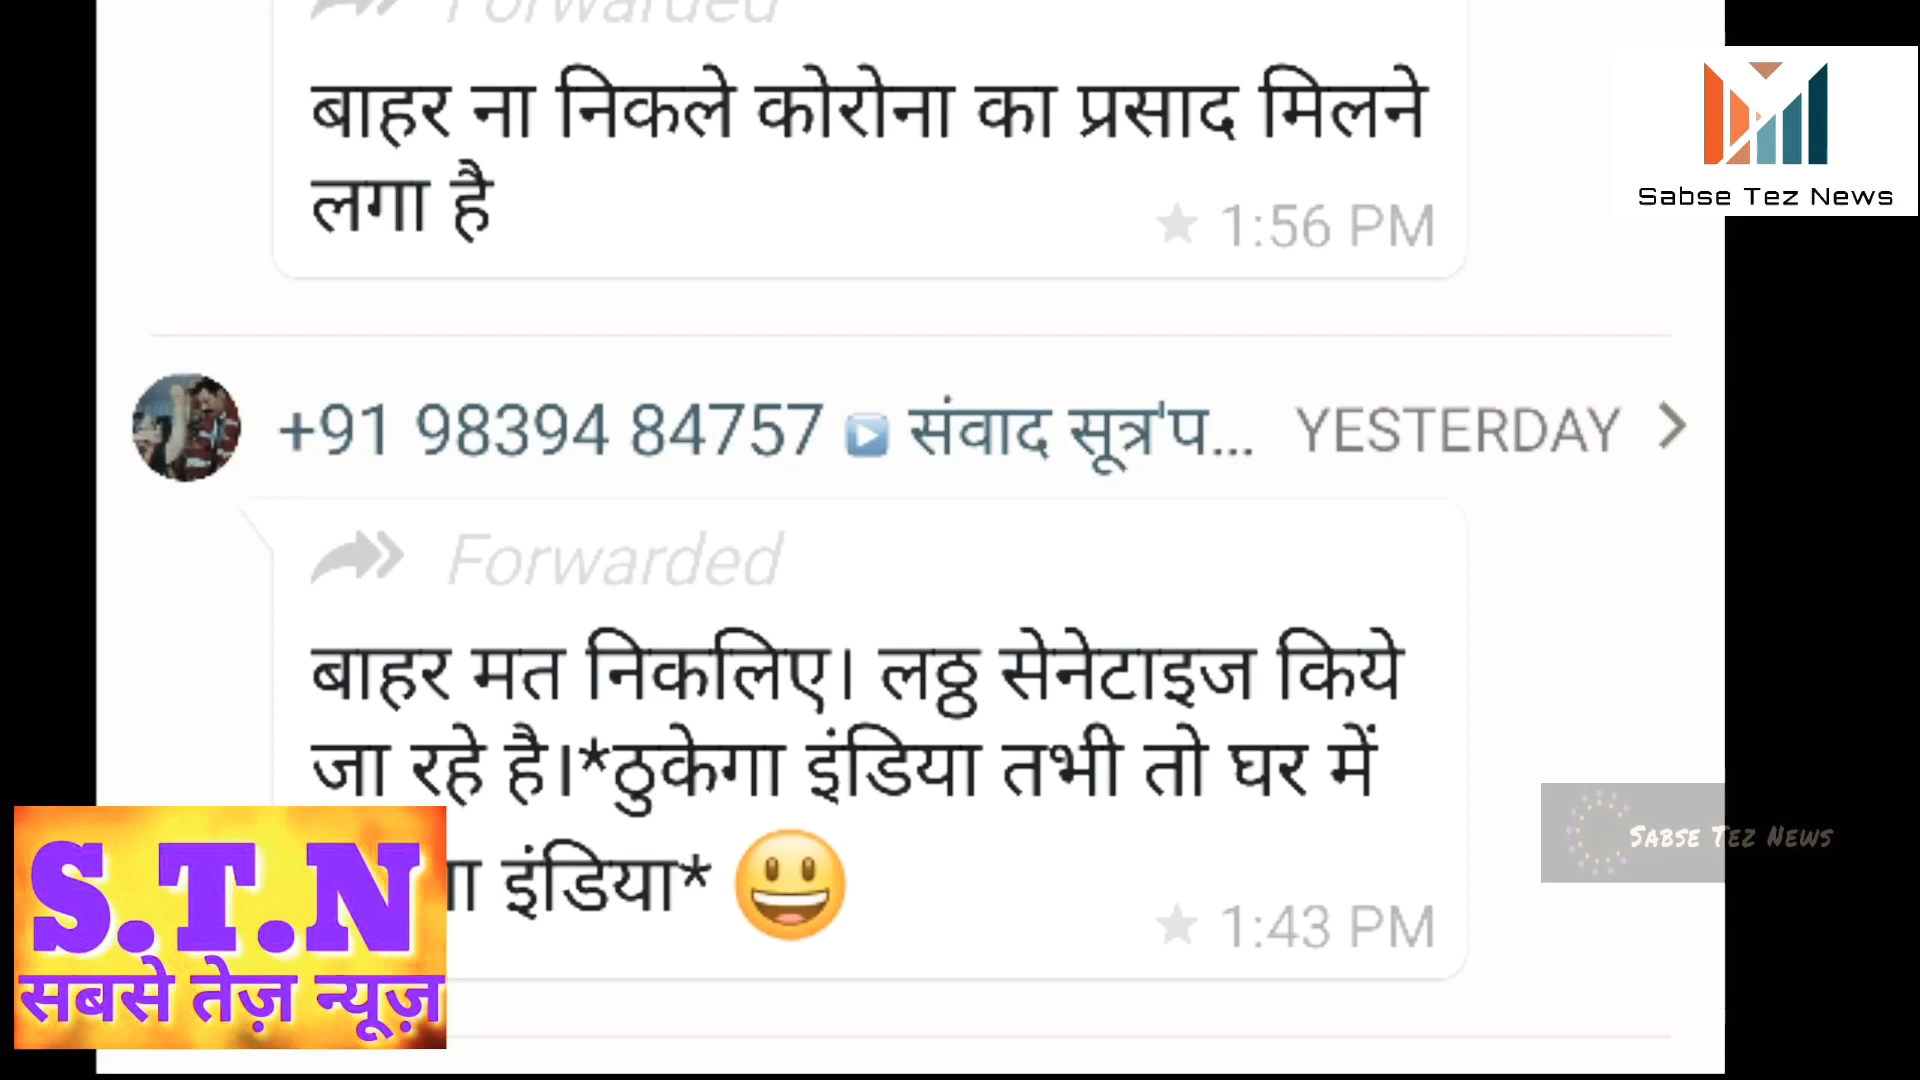 Forwarded
बाहर ना निकले कोरोना का प्रसाद मिलने
लगा है
1:56 PM
Sabse Tez News
+91 98394 84757 ▶ संवाद सूत्र'प... YESTERDAY
Forwarded
बाहर मत निकलिए। लठ्ठ सेनेटाइज किये
जा रहे है।*ठुकेगा इंडिया तभी तो घर में
इंडिया* 😃
1:43 PM
Sabse Tez News
S.T.N
सबसे तेज़ न्यूज़